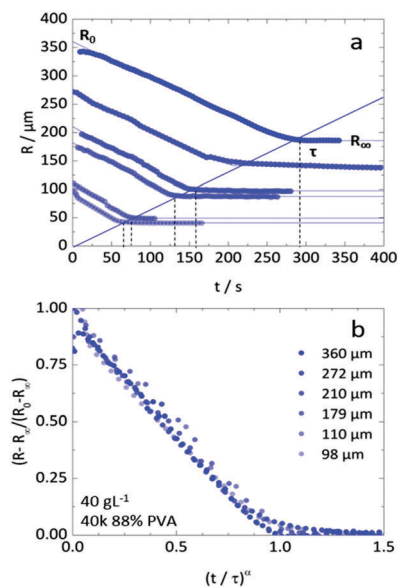 R₀
a
400
350
300
250
200
150
100
50
0
R / μm
τ
R∞
0 50 100 150 200 250 300 350 400
t / s
b
1.00
0.75
0.50
0.25
0.00
(R- R∞/(R₀-R∞)
360 μm
272 μm
210 μm
179 μm
110 μm
98 μm
40 gL⁻¹
40k 88% PVA
0.0 0.5 1.0 1.5
(t / τ)ᵅ